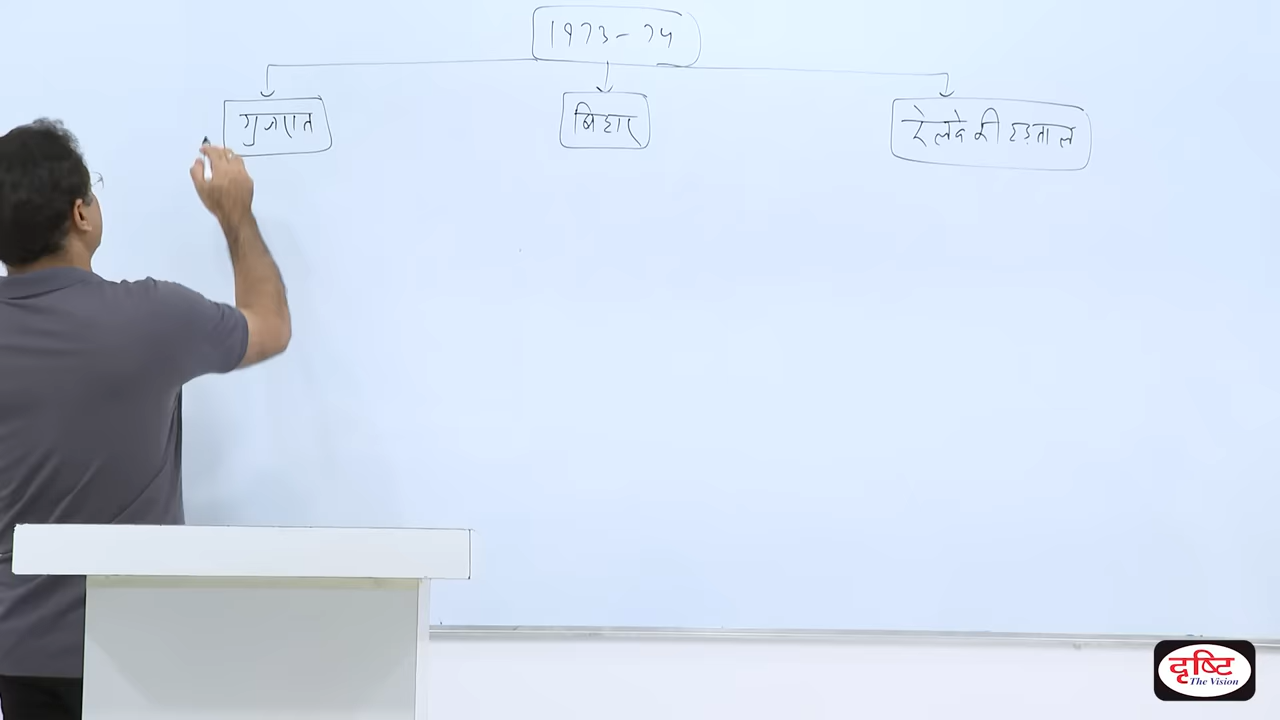 1973-74
गुजरात
बिहार
रेलवे की हड़ताल
दृष्टि
The Vision